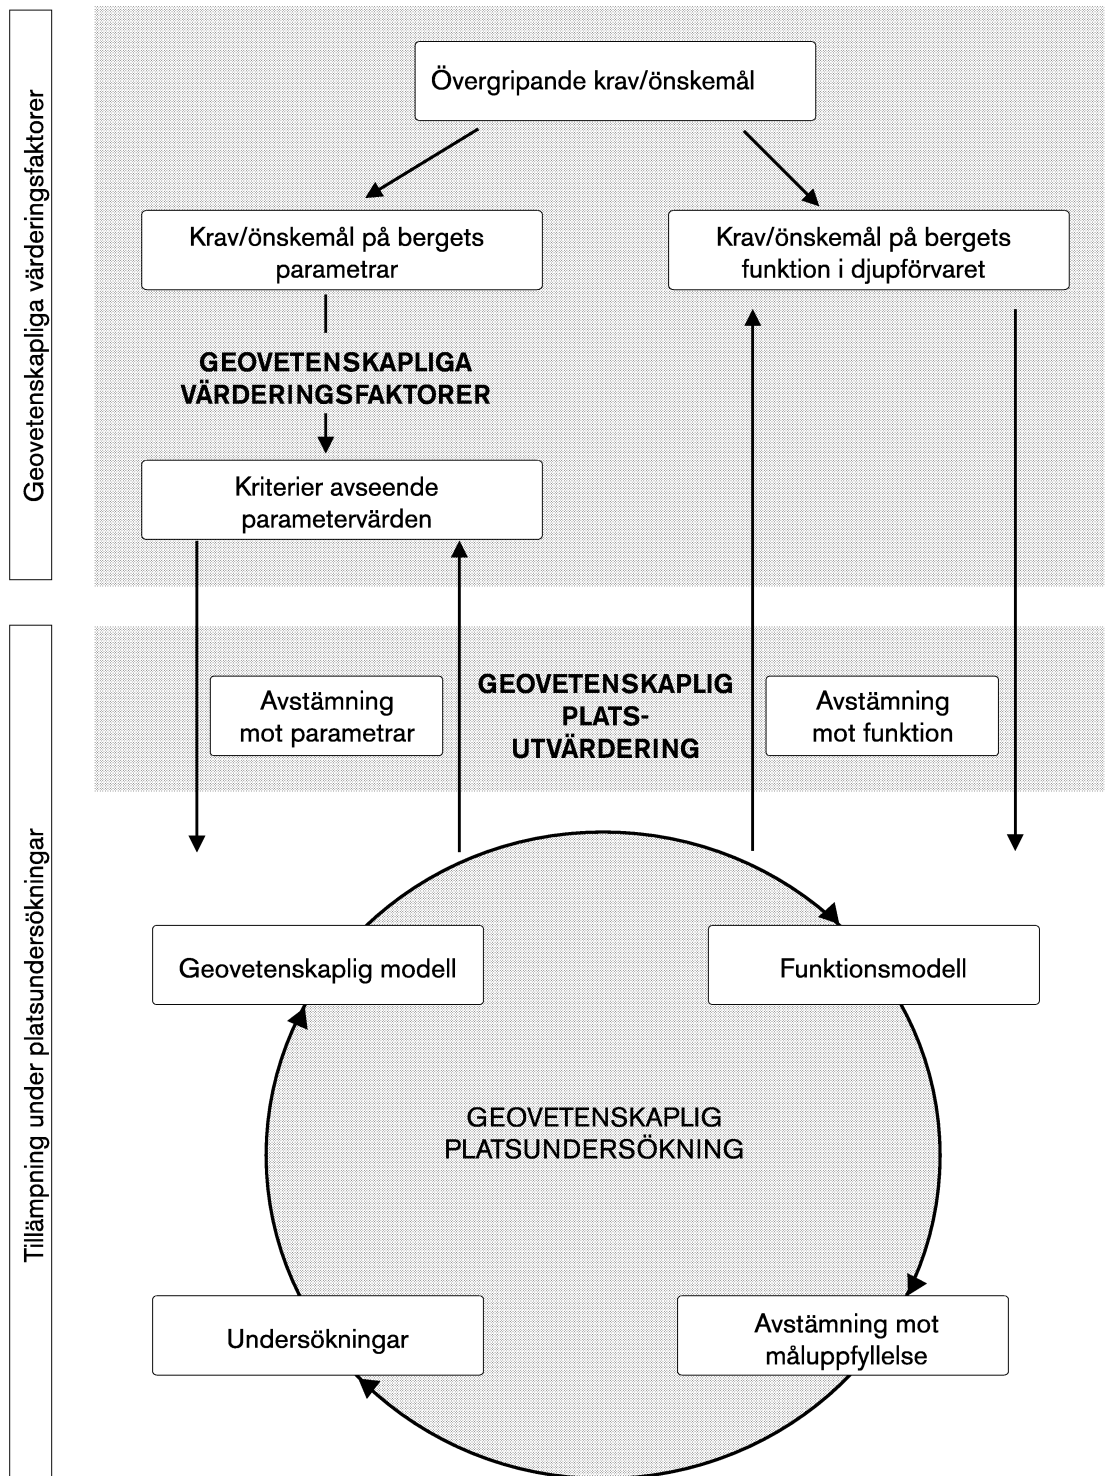 Geovetenskapliga värderingsfaktorer
Övergripande krav/önskemål
Krav/önskemål på bergets
parametrar
Krav/önskemål på bergets
funktion i djupförvaret
GEOVETENSKAPLIGA
VÄRDERINGSFAKTORER
Kriterier avseende
parametervärden
Tillämpning under platsundersökningar
Avstämning
mot parametrar
GEOVETENSKAPLIG
PLATS-
UTVÄRDERING
Avstämning
mot funktion
Geovetenskaplig modell
Funktionsmodell
GEOVETENSKAPLIG
PLATSUNDERSÖKNING
Undersökningar
Avstämning mot
måluppfyllelse